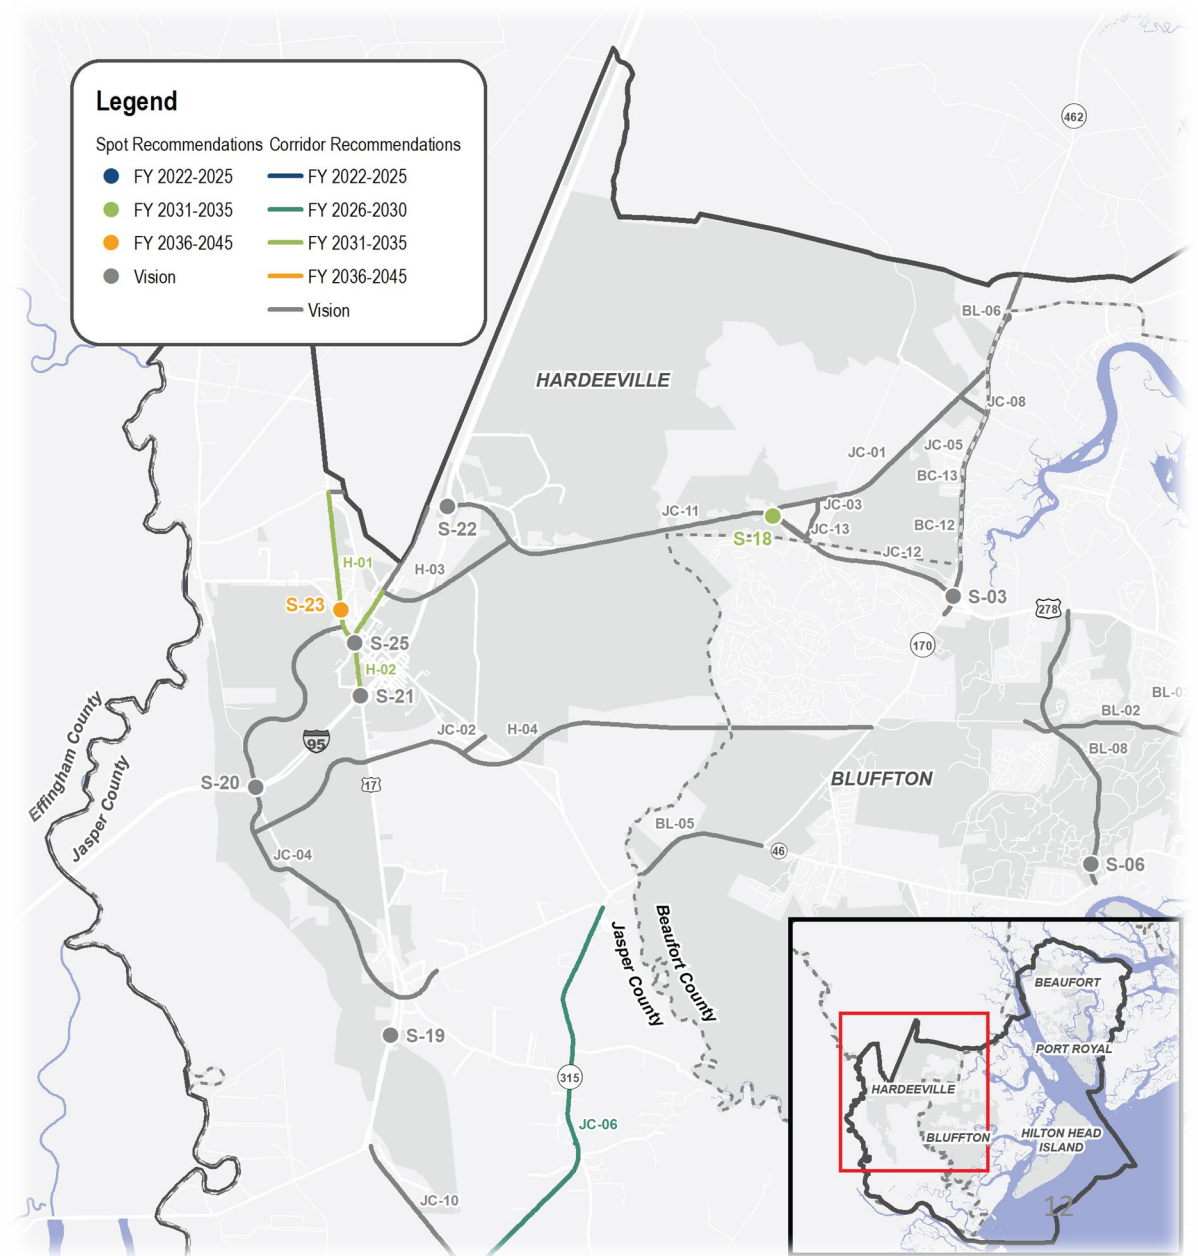 Legend
Spot Recommendations
Corridor Recommendations
FY 2022-2025
FY 2022-2025
FY 2031-2035
FY 2026-2030
FY 2036-2045
FY 2031-2035
Vision
FY 2036-2045
Vision
462
BL-06
HARDEEVILLE
JC-08
JC-05
JC-01
BC-13
JC-03
JC-11
S-22
BC-12
JC-13
S-18
JC-12
H-01
H-03
S-03
S-23
278
S-25
170
H-02
S-21
BL-02
JC-02
H-04
95
BL-08
Effingham County
Jasper County
S-20
17
BLUFFTON
BL-05
46
JC-04
S-06
Beaufort County
Jasper County
S-19
315
JC-06
JC-10
BEAUFORT
PORT ROYAL
HARDEEVILLE
BLUFFTON
HILTON HEAD
ISLAND
12